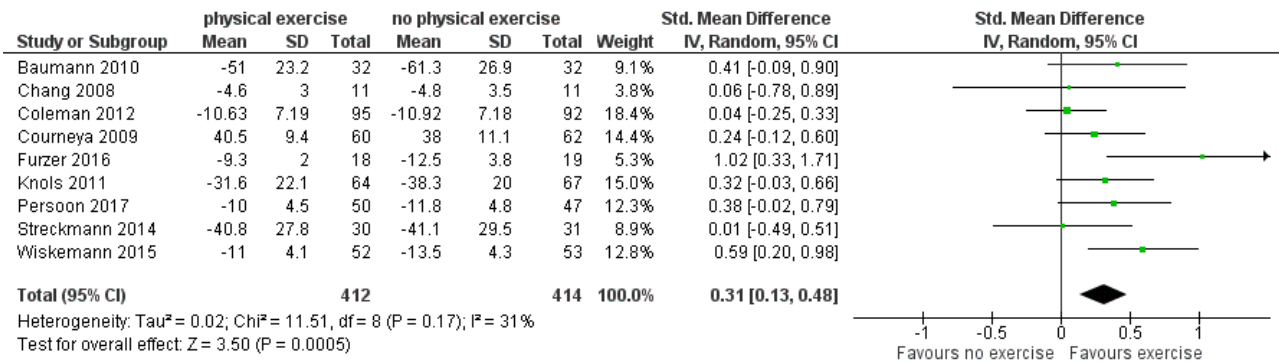 physical exercise no physical exercise Std. Mean Difference Std. Mean Difference
Study or Subgroup Mean SD Total Mean SD Total Weight IV, Random, 95% CI IV, Random, 95% CI
Baumann 2010 -51 23.2 32 -61.3 26.9 32 9.1% 0.41 [-0.09, 0.90]
Chang 2008 -4.6 3 11 -4.8 3.5 11 3.8% 0.06 [-0.78, 0.89]
Coleman 2012 -10.63 7.19 95 -10.92 7.18 92 18.4% 0.04 [-0.25, 0.33]
Courneya 2009 40.5 9.4 60 38 11.1 62 14.4% 0.24 [-0.12, 0.60]
Furzer 2016 -9.3 2 18 -12.5 3.8 19 5.3% 1.02 [0.33, 1.71]
Knols 2011 -31.6 22.1 64 -38.3 20 67 15.0% 0.32 [-0.03, 0.66]
Persoon 2017 -10 4.5 50 -11.8 4.8 47 12.3% 0.38 [-0.02, 0.79]
Streckmann 2014 -40.8 27.8 30 -41.1 29.5 31 8.9% 0.01 [-0.49, 0.51]
Wiskemann 2015 -11 4.1 52 -13.5 4.3 53 12.8% 0.59 [0.20, 0.98]
Total (95% CI) 412 414 100.0% 0.31 [0.13, 0.48]
Heterogeneity: Tau² = 0.02; Chi² = 11.51, df = 8 (P = 0.17); I² = 31%
Test for overall effect: Z = 3.50 (P = 0.0005)
-1 -0.5 0 0.5 1
Favours no exercise Favours exercise